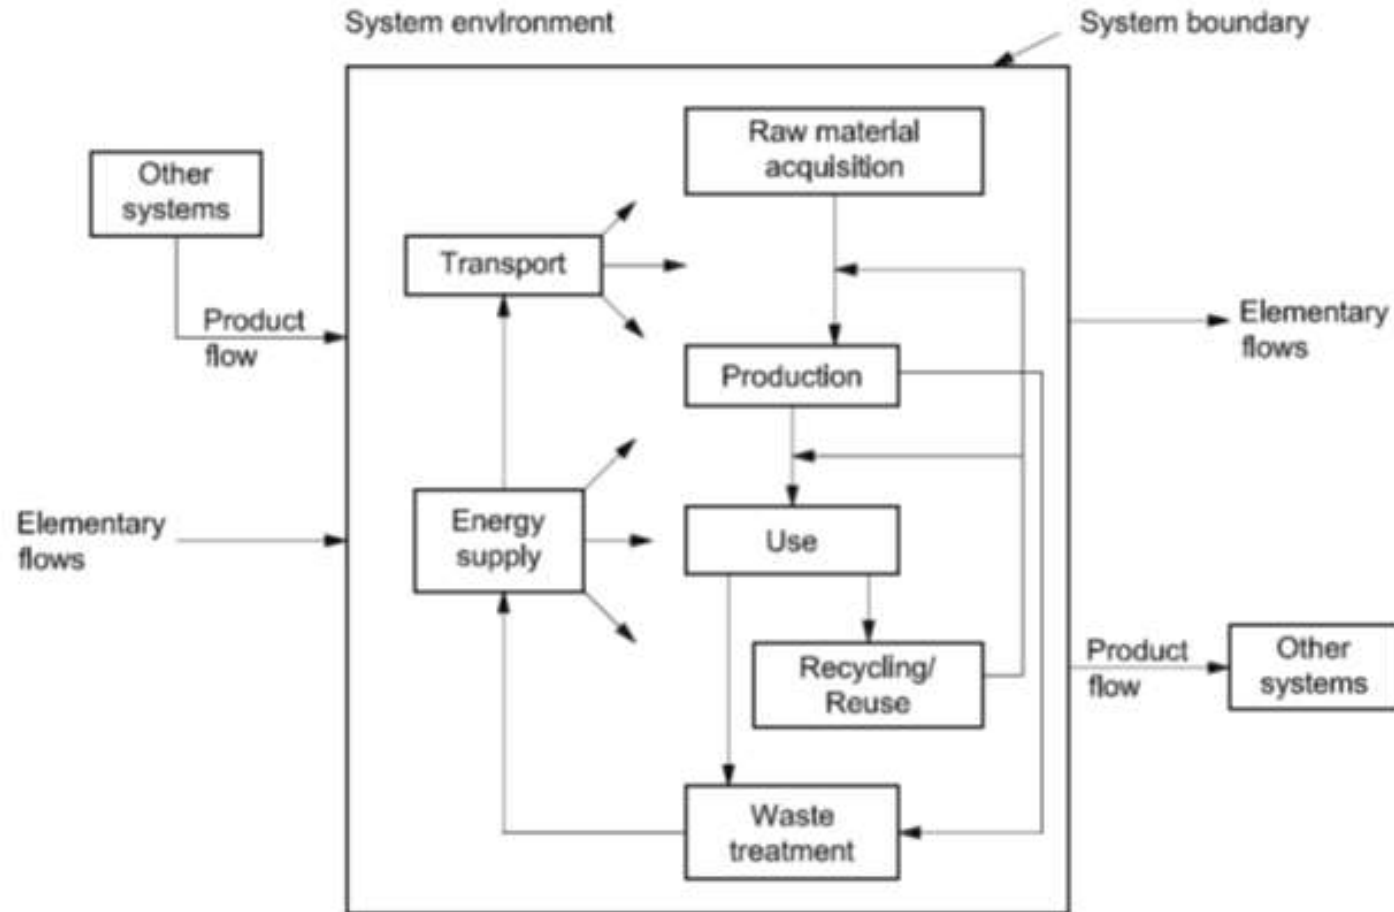 System environment
System boundary
Raw material
acquisition
Other
systems
Transport
Product
flow
Elementary
flows
Production
Energy
supply
Elementary
flows
Use
Recycling/
Reuse
Product
flow
Other
systems
Waste
treatment